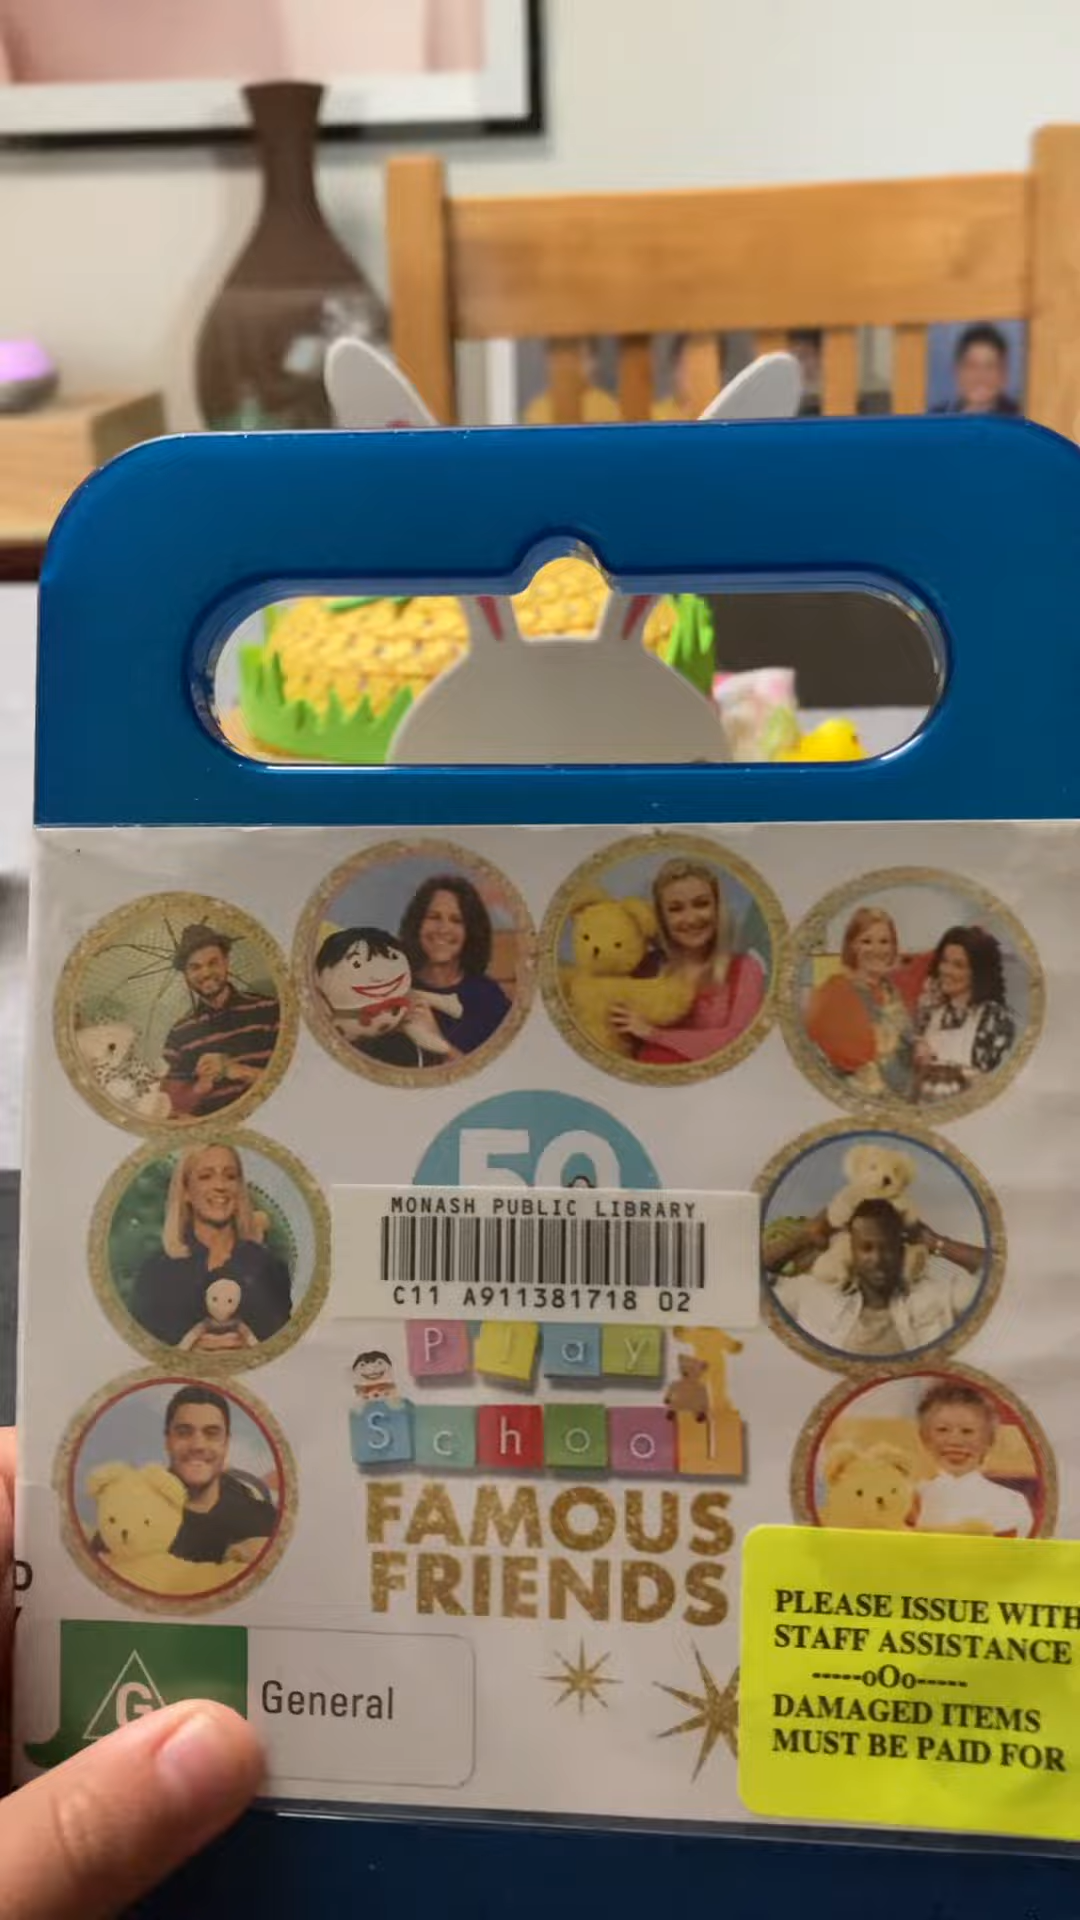 50
MONASH PUBLIC LIBRARY
C11 A911381718 02
Play
School
FAMOUS
FRIENDS
G
General
PLEASE ISSUE WITH
STAFF ASSISTANCE
-----oOo-----
DAMAGED ITEMS
MUST BE PAID FOR